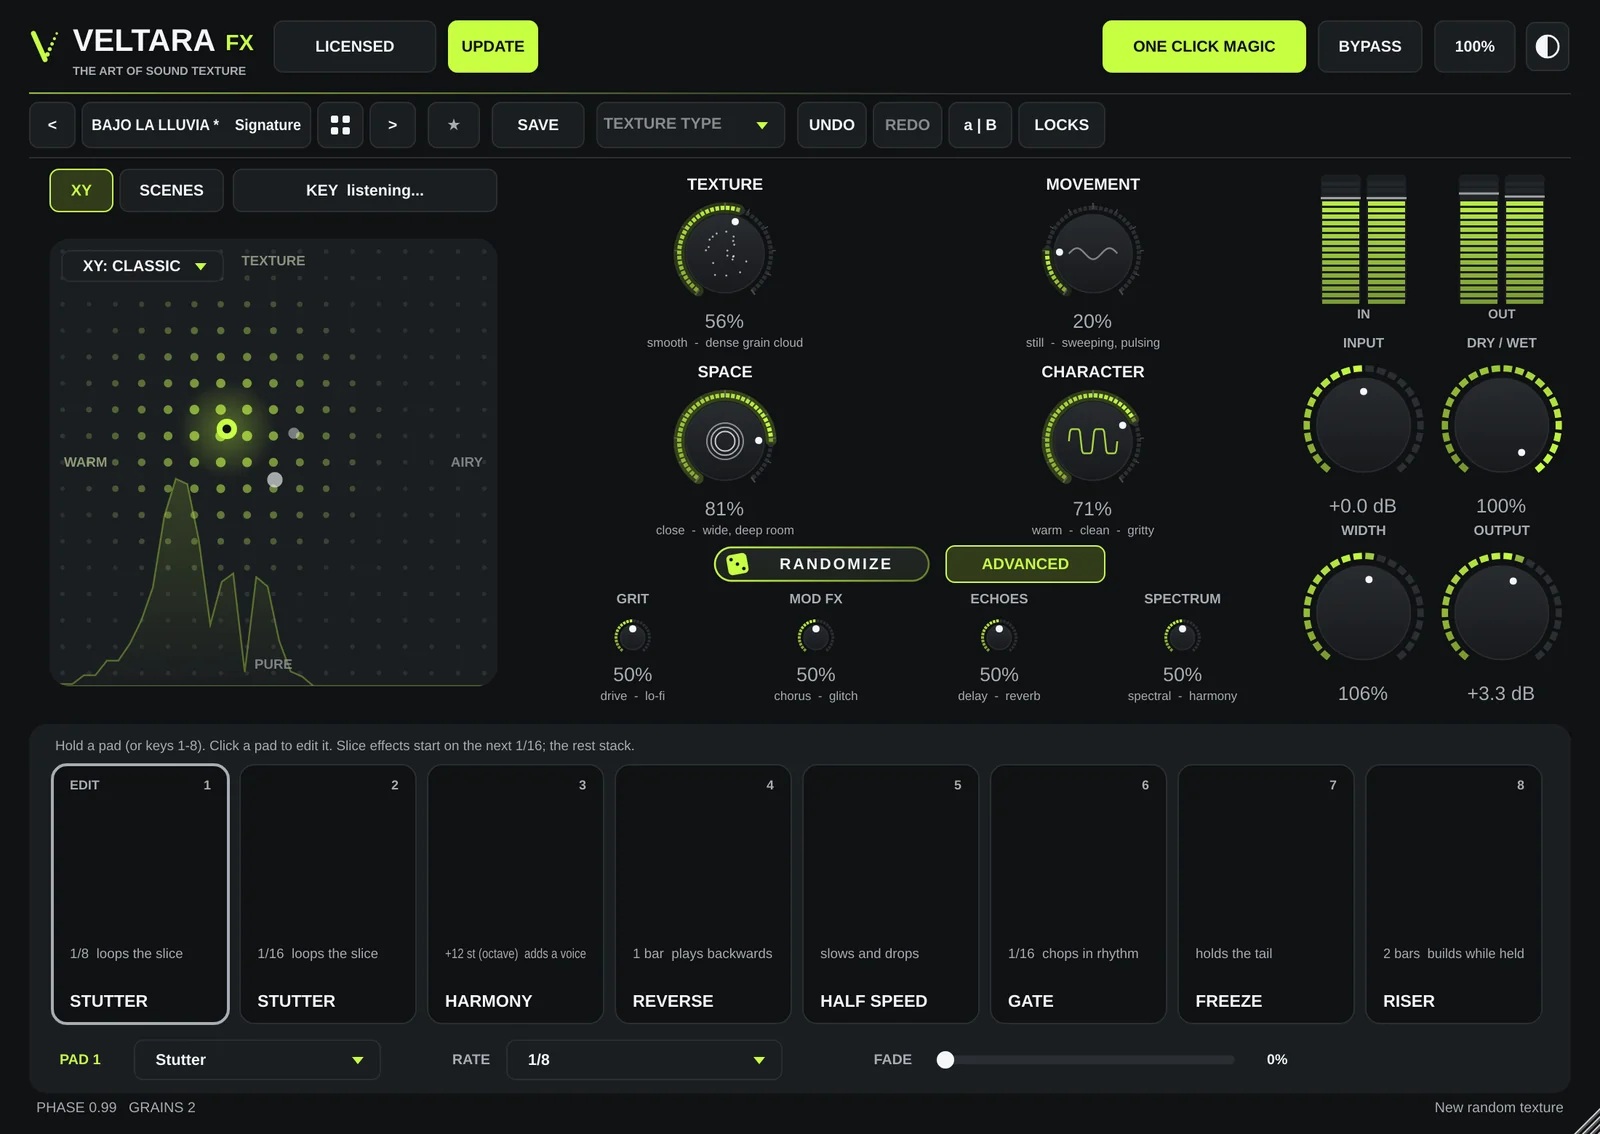 VELTARA FX
THE ART OF SOUND TEXTURE
LICENSED
UPDATE
ONE CLICK MAGIC
BYPASS
100%
<
BAJO LA LLUVIA * Signature
>
★
SAVE
TEXTURE TYPE
UNDO
REDO
a | B
LOCKS
XY
SCENES
KEY listening...
XY: CLASSIC
TEXTURE
WARM
AIRY
PURE
TEXTURE
56%
smooth - dense grain cloud
MOVEMENT
20%
still - sweeping, pulsing
SPACE
81%
close - wide, deep room
CHARACTER
71%
warm - clean - gritty
RANDOMIZE
ADVANCED
GRIT
50%
drive - lo-fi
MOD FX
50%
chorus - glitch
ECHOES
50%
delay - reverb
SPECTRUM
50%
spectral - harmony
IN
OUT
INPUT
+0.0 dB
DRY / WET
100%
WIDTH
106%
OUTPUT
+3.3 dB
Hold a pad (or keys 1-8). Click a pad to edit it. Slice effects start on the next 1/16; the rest stack.
EDIT 1
1/8 loops the slice
STUTTER
2
1/16 loops the slice
STUTTER
3
+12 st (octave) adds a voice
HARMONY
4
1 bar plays backwards
REVERSE
5
slows and drops
HALF SPEED
6
1/16 chops in rhythm
GATE
7
holds the tail
FREEZE
8
2 bars builds while held
RISER
PAD 1
Stutter
RATE
1/8
FADE
0%
PHASE 0.99 GRAINS 2
New random texture